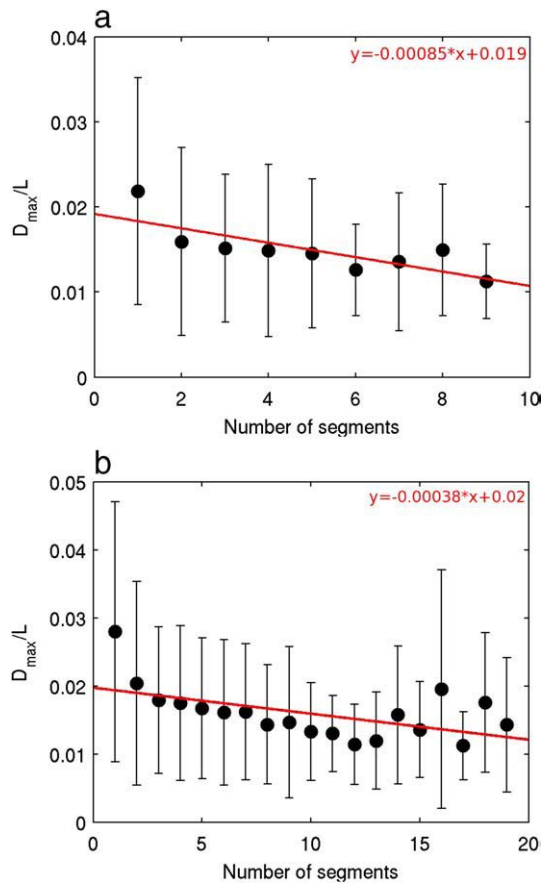 a
y=-0.00085*x+0.019
0.04
0.03
0.02
0.01
0
D_max/L
0 2 4 6 8 10
Number of segments
b
y=-0.00038*x+0.02
0.05
0.04
0.03
0.02
0.01
0
D_max/L
0 5 10 15 20
Number of segments